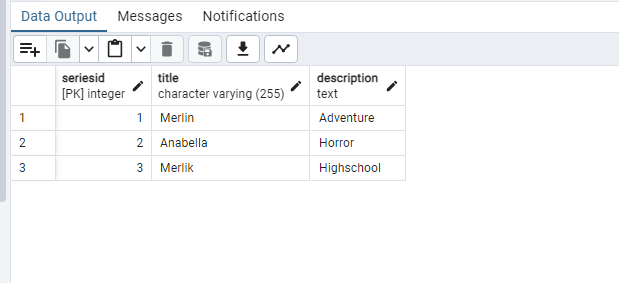 Data Output Messages Notifications
seriesid title description
[PK] integer character varying (255) text
1 1 Merlin Adventure
2 2 Anabella Horror
3 3 Merlik Highschool